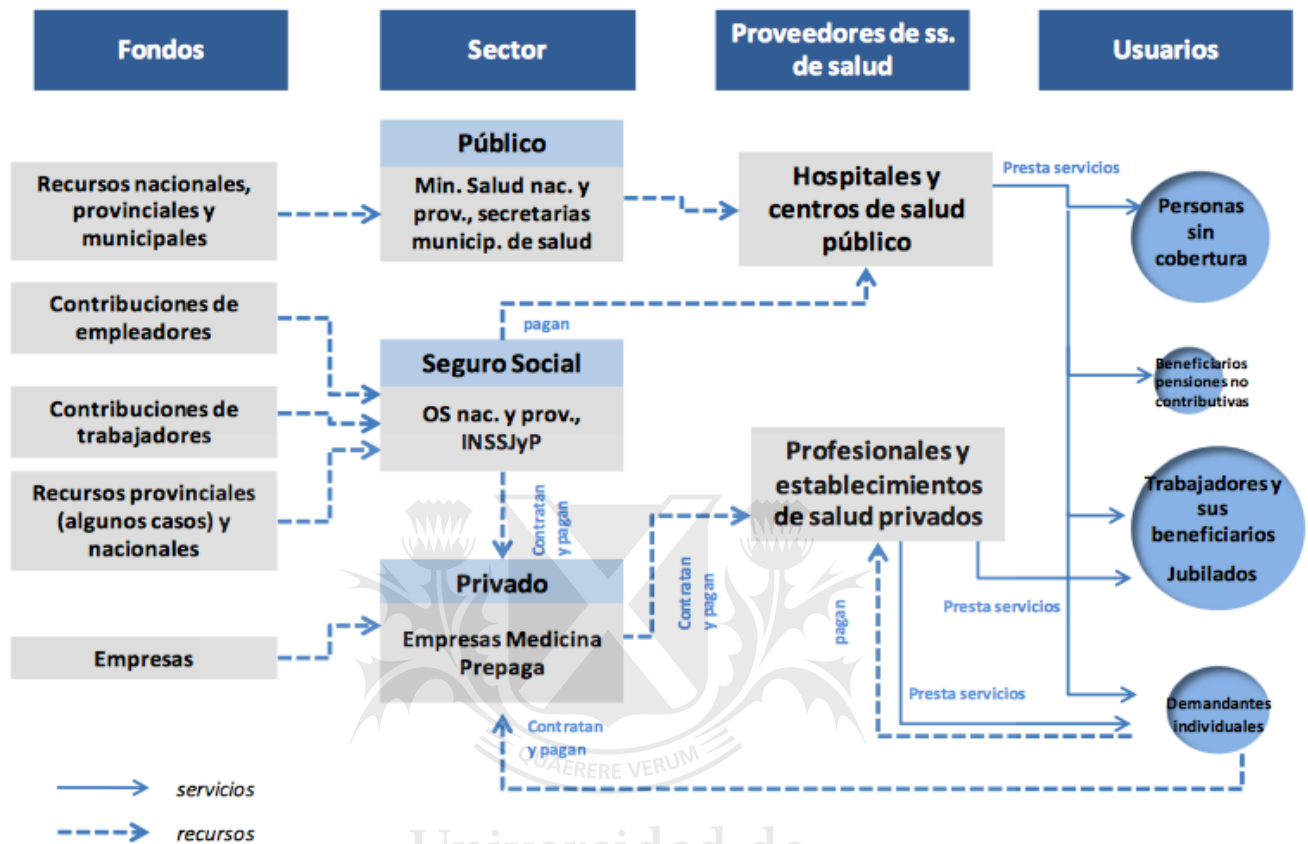 Fondos
Sector
Proveedores de ss.
de salud
Usuarios
Recursos nacionales,
provinciales y
municipales
Público
Min. Salud nac. y
prov., secretarias
municip. de salud
Hospitales y
centros de salud
público
Presta servicios
Personas
sin
cobertura
Contribuciones de
empleadores
pagan
Seguro Social
OS nac. y prov.,
INSSJyP
Beneficiarios
pensiones no
contributivas
Contribuciones de
trabajadores
Recursos provinciales
(algunos casos) y
nacionales
Contratan
y pagan
Profesionales y
establecimientos
de salud privados
Trabajadores y
sus
beneficiarios
Jubilados
Privado
Empresas Medicina
Prepaga
Contratan
y pagan
pagan
Presta servicios
Empresas
Presta servicios
Demandantes
individuales
Contratan
y pagan
QUAERERE VERUM
servicios
recursos
Universidad de